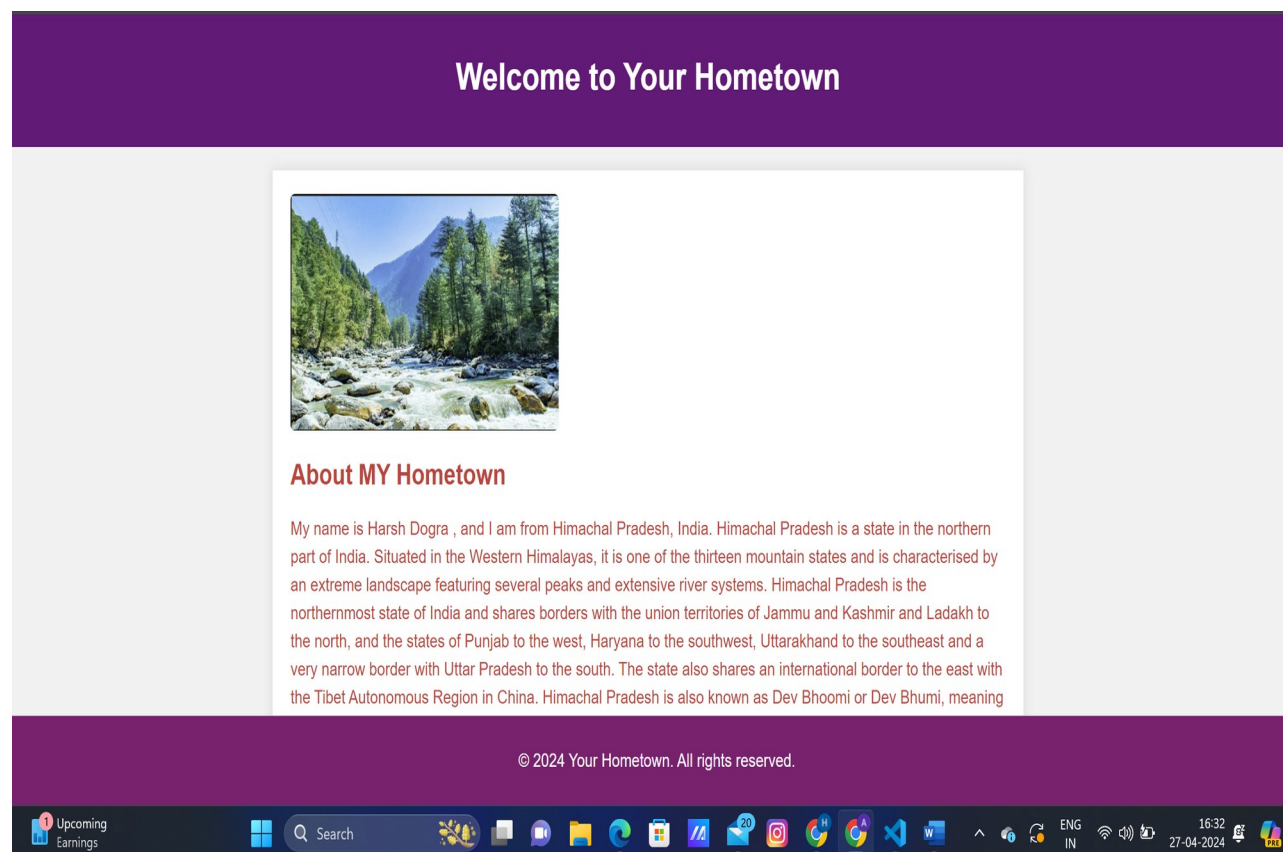 Welcome to Your Hometown
About MY Hometown
My name is Harsh Dogra , and I am from Himachal Pradesh, India. Himachal Pradesh is a state in the northern
part of India. Situated in the Western Himalayas, it is one of the thirteen mountain states and is characterised by
an extreme landscape featuring several peaks and extensive river systems. Himachal Pradesh is the
northernmost state of India and shares borders with the union territories of Jammu and Kashmir and Ladakh to
the north, and the states of Punjab to the west, Haryana to the southwest, Uttarakhand to the southeast and a
very narrow border with Uttar Pradesh to the south. The state also shares an international border to the east with
the Tibet Autonomous Region in China. Himachal Pradesh is also known as Dev Bhoomi or Dev Bhumi, meaning
© 2024 Your Hometown. All rights reserved.
1 Upcoming
Earnings
Search
20
H
A
W
ENG
IN
16:32
27-04-2024
PRE